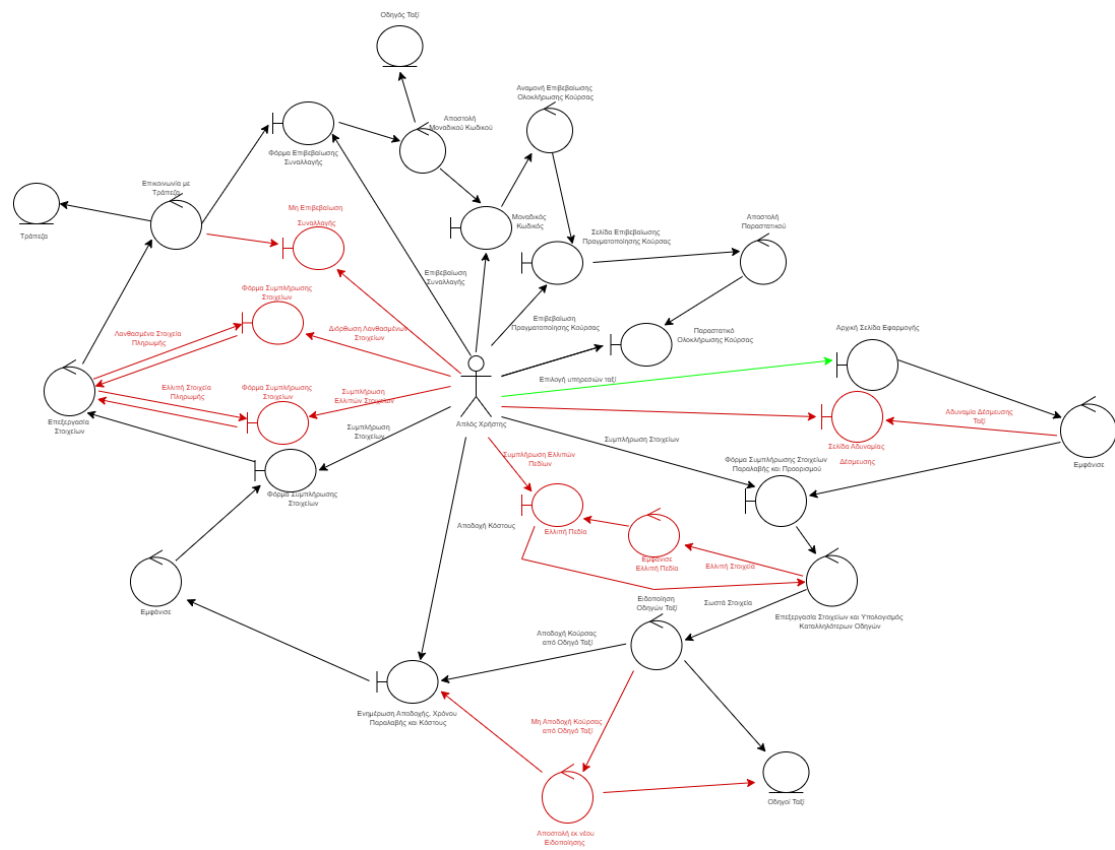 Οδηγός Ταξί
Αναμονή Επιβεβαίωσης
Ολοκλήρωσης Κούρσας
Αποστολή
Μοναδικού Κωδικού
Φόρμα Επιβεβαίωσης
Συναλλαγής
Επικοινωνία με
Τράπεζα
Τράπεζα
Μη Επιβεβαίωση
Συναλλαγής
Μοναδικός
Κωδικός
Αποστολή
Παραστατικού
Σελίδα Επιβεβαίωσης
Πραγματοποίησης Κούρσας
Επιβεβαίωση
Συναλλαγής
Φόρμα Συμπλήρωσης
Στοιχείων
Επιβεβαίωση
Πραγματοποίησης Κούρσας
Λανθασμένα Στοιχεία
Πληρωμής
Διόρθωση Λανθασμένων
Στοιχείων
Παραστατικό
Ολοκλήρωσης Κούρσας
Αρχική Σελίδα Εφαρμογής
Επιλογή υπηρεσιών ταξί
Ελλιπή Στοιχεία
Πληρωμής
Φόρμα Συμπλήρωσης
Στοιχείων
Συμπλήρωση
Ελλιπών Στοιχείων
Επεξεργασία
Στοιχείων
Απλός Χρήστης
Αδυναμία Δέσμευσης
Ταξί
Σελίδα Αδυναμίας
Δέσμευσης
Εμφάνισε
Συμπλήρωση
Στοιχείων
Συμπλήρωση Στοιχείων
Φόρμα Συμπλήρωσης Στοιχείων
Παραλαβής και Προορισμού
Συμπλήρωση Ελλιπών
Πεδίων
Φόρμα Συμπλήρωσης
Στοιχείων
Αποδοχή Κόστους
Ελλιπή Πεδία
Εμφάνισε
Ελλιπή Πεδία
Ελλιπή Στοιχεία
Εμφάνισε
Ειδοποίηση
Οδηγών Ταξί
Σωστά Στοιχεία
Επεξεργασία Στοιχείων και Υπολογισμός
Καταλληλότερων Οδηγών
Αποδοχή Κούρσας
από Οδηγό Ταξί
Ενημέρωση Αποδοχής, Χρόνου
Παραλαβής και Κόστους
Μη Αποδοχή Κούρσας
από Οδηγό Ταξί
Οδηγοί Ταξί
Αποστολή εκ νέου
Ειδοποίησης